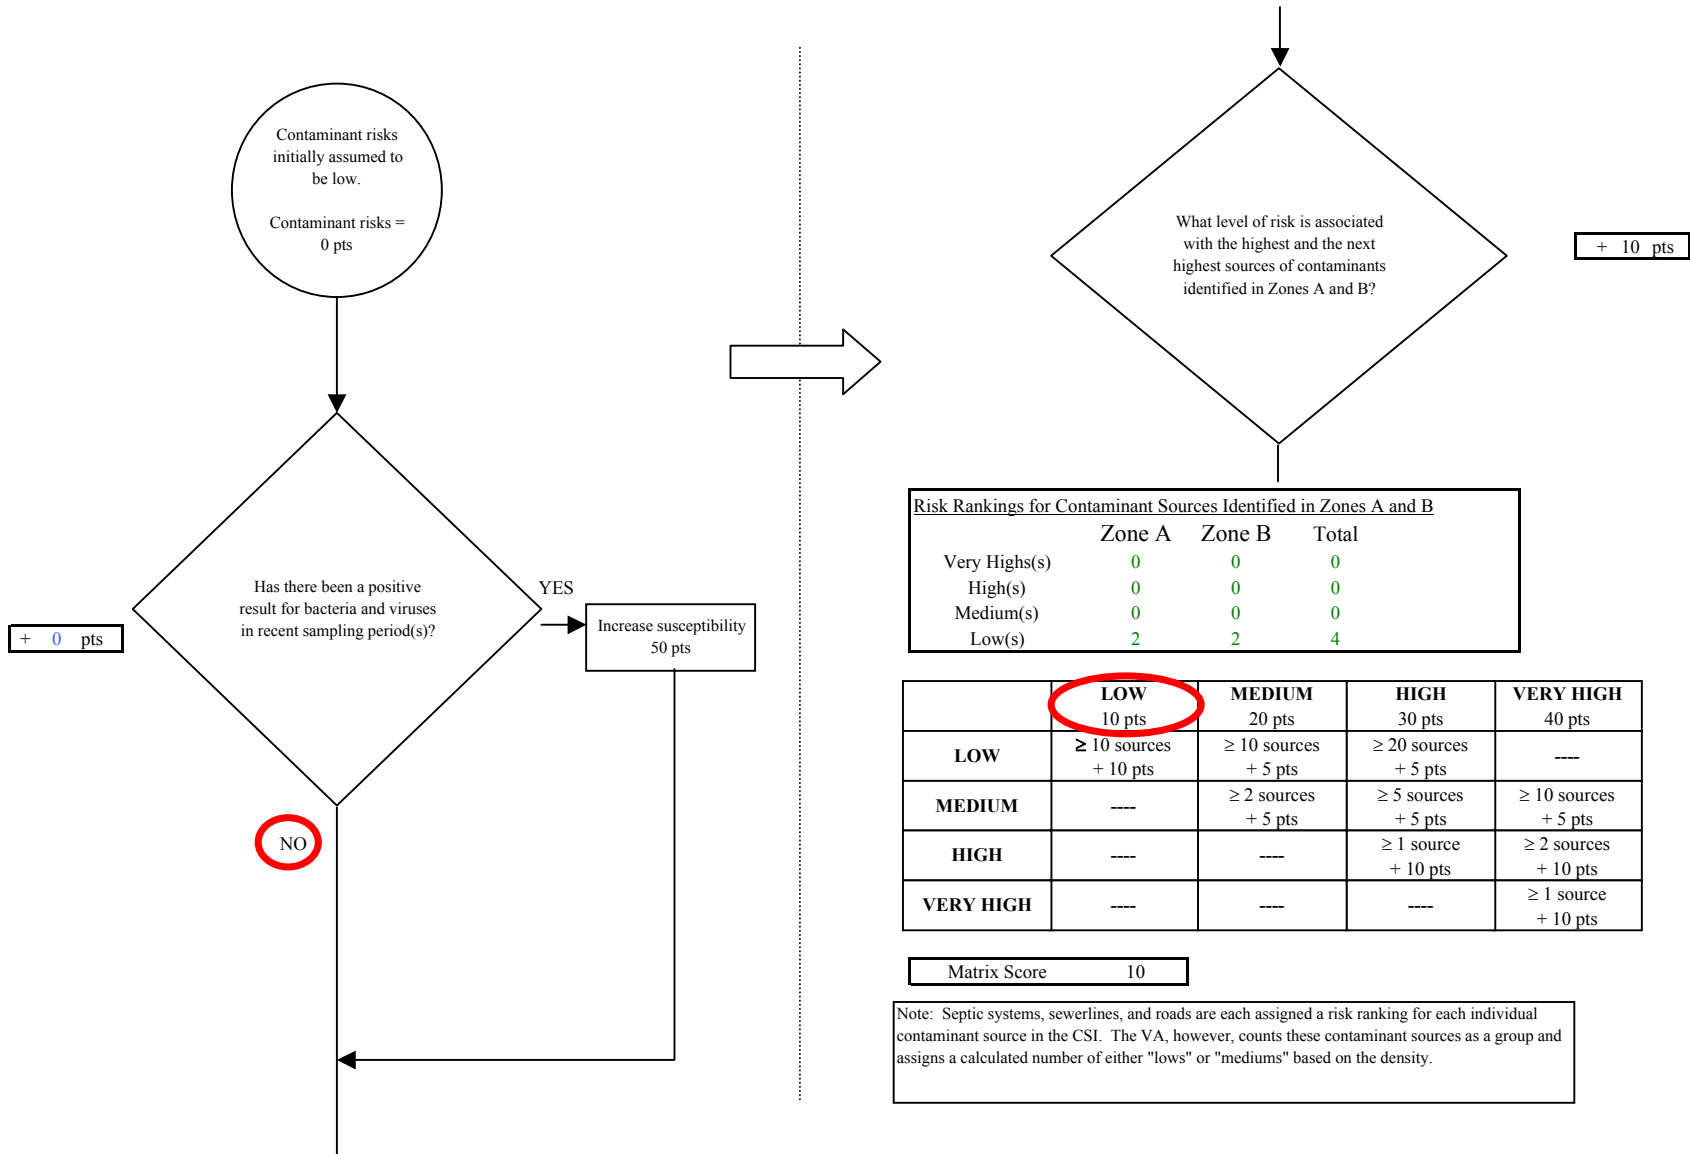 Contaminant risks
initially assumed to
be low.
Contaminant risks =
0 pts
Has there been a positive
result for bacteria and viruses
in recent sampling period(s)?
+ 0 pts
YES
Increase susceptibility
50 pts
NO
What level of risk is associated
with the highest and the next
highest sources of contaminants
identified in Zones A and B?
+ 10 pts
Risk Rankings for Contaminant Sources Identified in Zones A and B
Zone A Zone B Total
Very Highs(s) 0 0 0
High(s) 0 0 0
Medium(s) 0 0 0
Low(s) 2 2 4
LOW MEDIUM HIGH VERY HIGH
10 pts 20 pts 30 pts 40 pts
LOW ≥ 10 sources ≥ 10 sources ≥ 20 sources ----
+ 10 pts + 5 pts + 5 pts
MEDIUM ---- ≥ 2 sources ≥ 5 sources ≥ 10 sources
+ 5 pts + 5 pts + 5 pts
HIGH ---- ---- ≥ 1 source ≥ 2 sources
+ 10 pts + 10 pts
VERY HIGH ---- ---- ---- ≥ 1 source
+ 10 pts
Matrix Score 10
Note: Septic systems, sewerlines, and roads are each assigned a risk ranking for each individual
contaminant source in the CSI. The VA, however, counts these contaminant sources as a group and
assigns a calculated number of either "lows" or "mediums" based on the density.